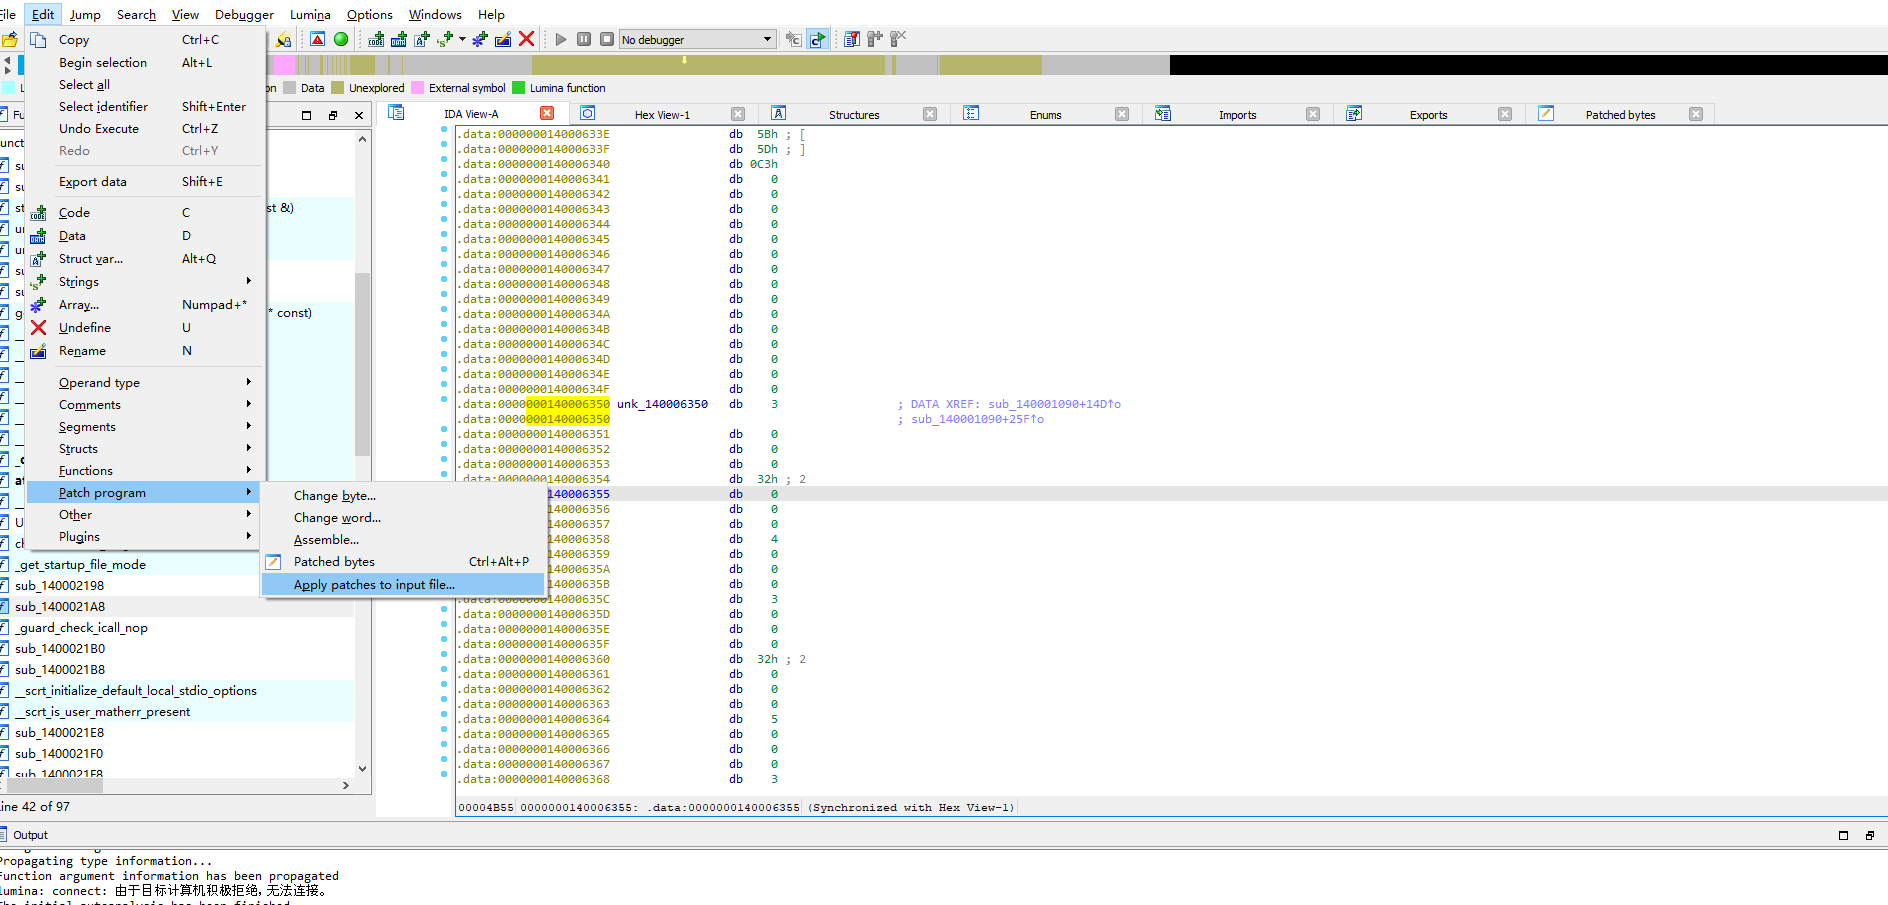 File Edit Jump Search View Debugger Lumina Options Windows Help
No debugger
Data Unexplored External symbol Lumina function
IDA View-A Hex View-1 Structures Enums Imports Exports Patched bytes
Copy Ctrl+C
Begin selection Alt+L
Select all
Select identifier Shift+Enter
Undo Execute Ctrl+Z
Redo Ctrl+Y
Export data Shift+E
Code C
Data D
Struct var... Alt+Q
Strings
Array... Numpad+*
Undefine U
Rename N
Operand type
Comments
Segments
Structs
Functions
Patch program
Other
Plugins
Change byte...
Change word...
Assemble...
Patched bytes Ctrl+Alt+P
Apply patches to input file...
st &)
* const)
_get_startup_file_mode
sub_140002198
sub_1400021A8
_guard_check_icall_nop
sub_1400021B0
sub_1400021B8
__scrt_initialize_default_local_stdio_options
__scrt_is_user_matherr_present
sub_1400021E8
sub_1400021F0
sub_1400021F8
Line 42 of 97
.data:000000014000633E db 5Bh ; [
.data:000000014000633F db 5Dh ; ]
.data:0000000140006340 db 0C3h
.data:0000000140006341 db 0
.data:0000000140006342 db 0
.data:0000000140006343 db 0
.data:0000000140006344 db 0
.data:0000000140006345 db 0
.data:0000000140006346 db 0
.data:0000000140006347 db 0
.data:0000000140006348 db 0
.data:0000000140006349 db 0
.data:000000014000634A db 0
.data:000000014000634B db 0
.data:000000014000634C db 0
.data:000000014000634D db 0
.data:000000014000634E db 0
.data:000000014000634F db 0
.data:0000000140006350 unk_140006350 db 3 ; DATA XREF: sub_140001090+14D↑o
.data:0000000140006350 ; sub_140001090+25F↑o
.data:0000000140006351 db 0
.data:0000000140006352 db 0
.data:0000000140006353 db 0
.data:0000000140006354 db 32h ; 2
140006355 db 0
140006356 db 0
140006357 db 0
140006358 db 4
140006359 db 0
14000635A db 0
14000635B db 0
.data:000000014000635C db 3
.data:000000014000635D db 0
.data:000000014000635E db 0
.data:000000014000635F db 0
.data:0000000140006360 db 32h ; 2
.data:0000000140006361 db 0
.data:0000000140006362 db 0
.data:0000000140006363 db 0
.data:0000000140006364 db 5
.data:0000000140006365 db 0
.data:0000000140006366 db 0
.data:0000000140006367 db 0
.data:0000000140006368 db 3
00004B55 0000000140006355: .data:0000000140006355 (Synchronized with Hex View-1)
Output
Propagating type information...
Function argument information has been propagated
lumina: connect: 由于目标计算机积极拒绝，无法连接。
The initial autoanalysis has been finished